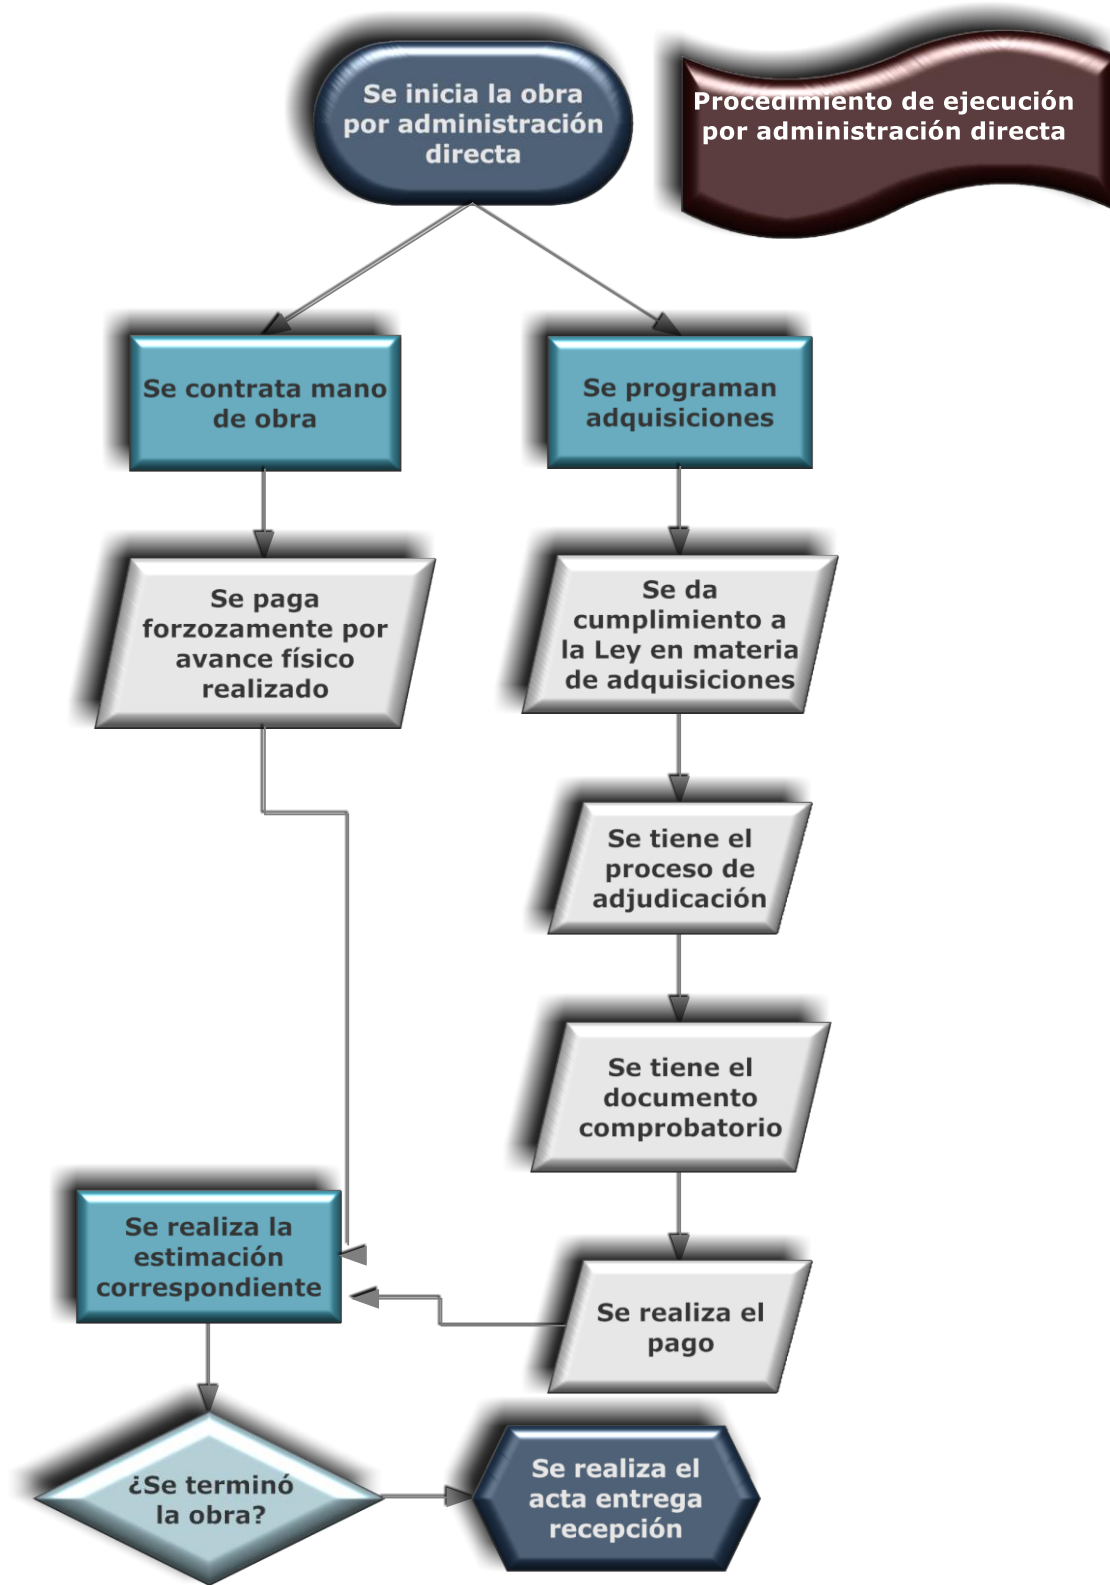 Se inicia la obra
por administración
directa
Procedimiento de ejecución
por administración directa
Se contrata mano
de obra
Se programan
adquisiciones
Se paga
forzozamente por
avance físico
realizado
Se da
cumplimiento a
la Ley en materia
de adquisiciones
Se tiene el
proceso de
adjudicación
Se tiene el
documento
comprobatorio
Se realiza la
estimación
correspondiente
Se realiza el
pago
¿Se terminó
la obra?
Se realiza el
acta entrega
recepción